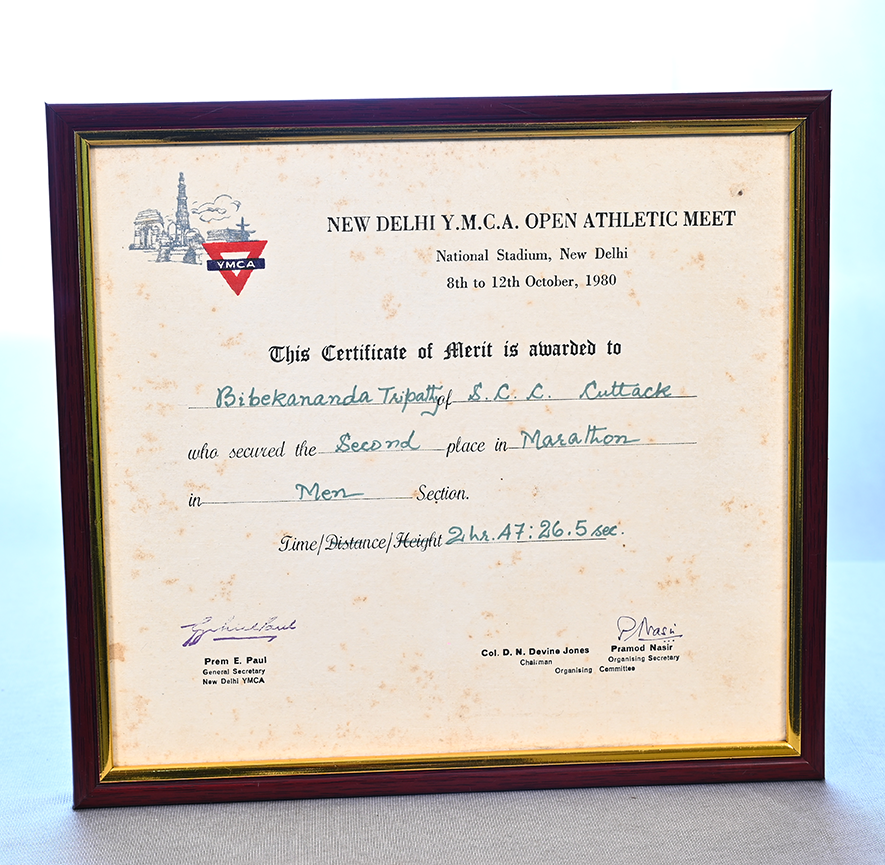 YMCA
NEW DELHI Y.M.C.A. OPEN ATHLETIC MEET
National Stadium, New Delhi
8th to 12th October, 1980
This Certificate of Merit is awarded to
Bibekananda Tripathy of S. C. C. Cuttack
who secured the Second place in Marathon
in Men Section.
Time/Distance/Height 2 hr. 47: 26.5 sec.
P. Nasir
Prem E. Paul
General Secretary
New Delhi YMCA
Col. D. N. Devine Jones Pramod Nasir
Chairman Organising Secretary
Organising Committee